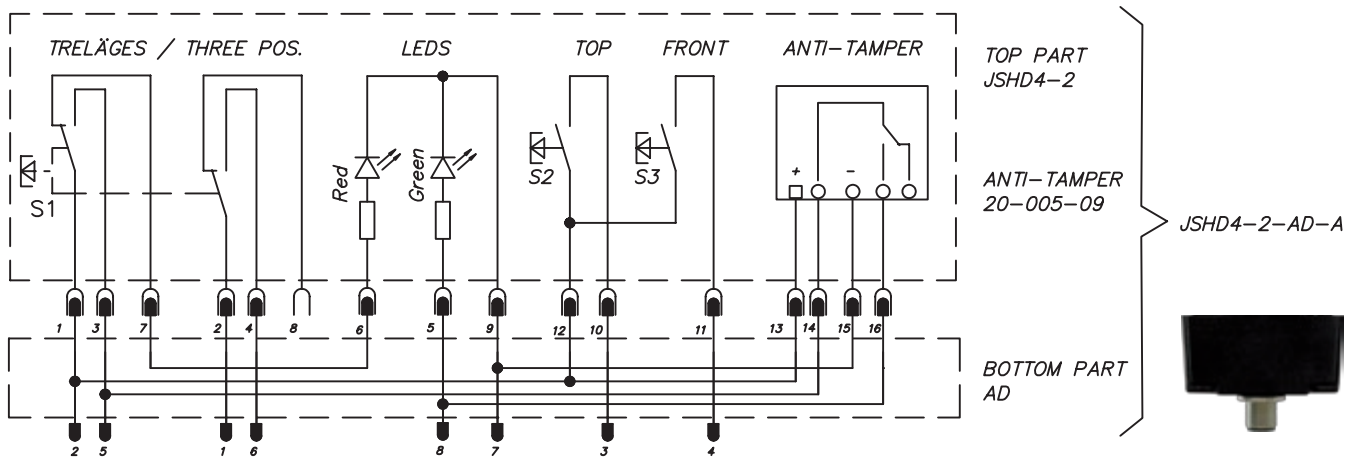 TRELÄGES / THREE POS.
LEDS
TOP
FRONT
ANTI-TAMPER
TOP PART
JSHD4-2
S1
Red
Green
S2
S3
+
-
ANTI-TAMPER
20-005-09
JSHD4-2-AD-A
1 3 7 2 4 8 6 5 9 12 10 11 13 14 15 16
BOTTOM PART
AD
2 5 1 6 8 7 3 4